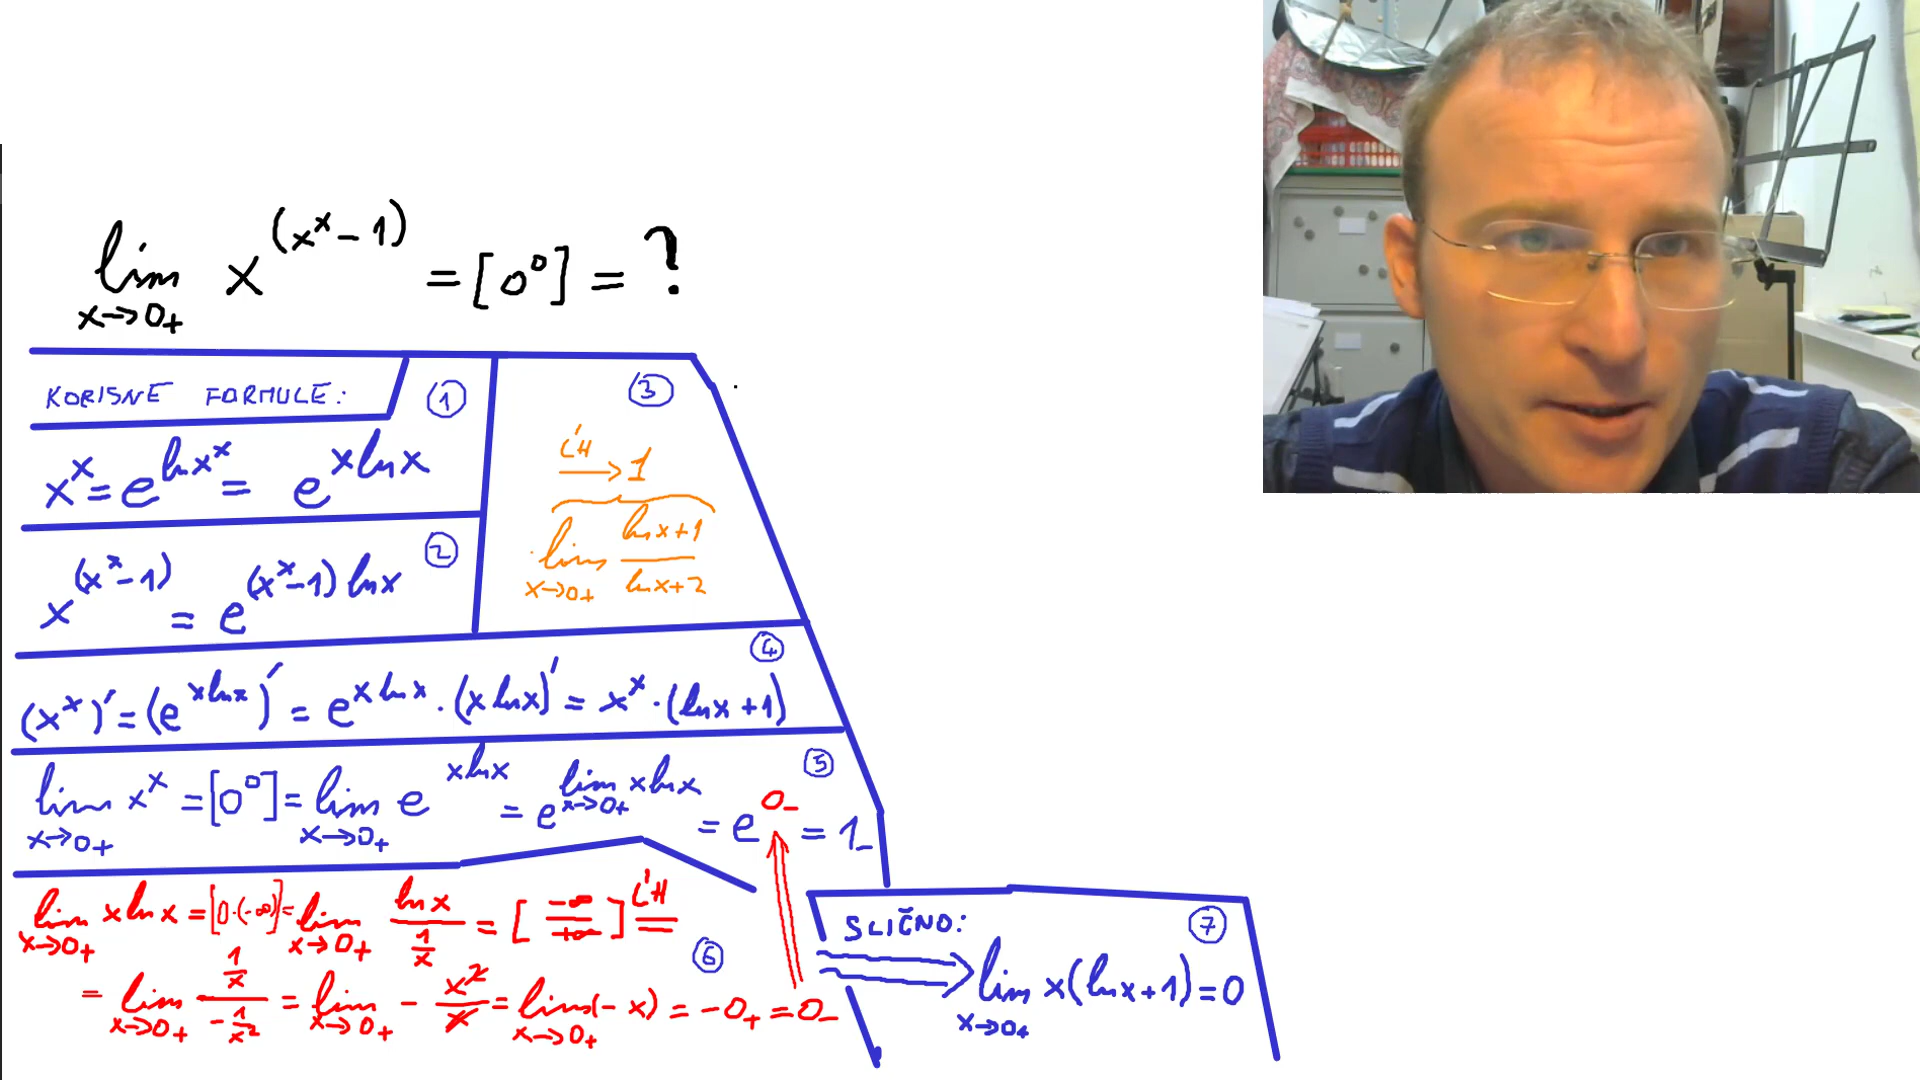 lim x→0+ x^(x^x - 1) = [0^0] = ?
KORISNE FORMULE: ①
x^x = e^(ln x^x) = e^(x ln x)
②
x^(x^x - 1) = e^((x^x - 1) ln x)
③
L'H → 1
lim x→0+ (ln x + 1)/(ln x + 2)
④
(x^x)' = (e^(x ln x))' = e^(x ln x) · (x ln x)' = x^x · (ln x + 1)
⑤
lim x→0+ x^x = [0^0] = lim x→0+ e^(x ln x) = e^(lim x→0+ x ln x) = e^(0-) = 1-
lim x→0+ x ln x = [0·(-∞)] = lim x→0+ (ln x)/(1/x) = [-∞/+∞] L'H =
⑥
= lim x→0+ (1/x)/(-1/x²) = lim x→0+ - x²/x = lim x→0+ (-x) = -0+ = 0-
SLIČNO: ⑦
⇒ lim x→0+ x(ln x + 1) = 0